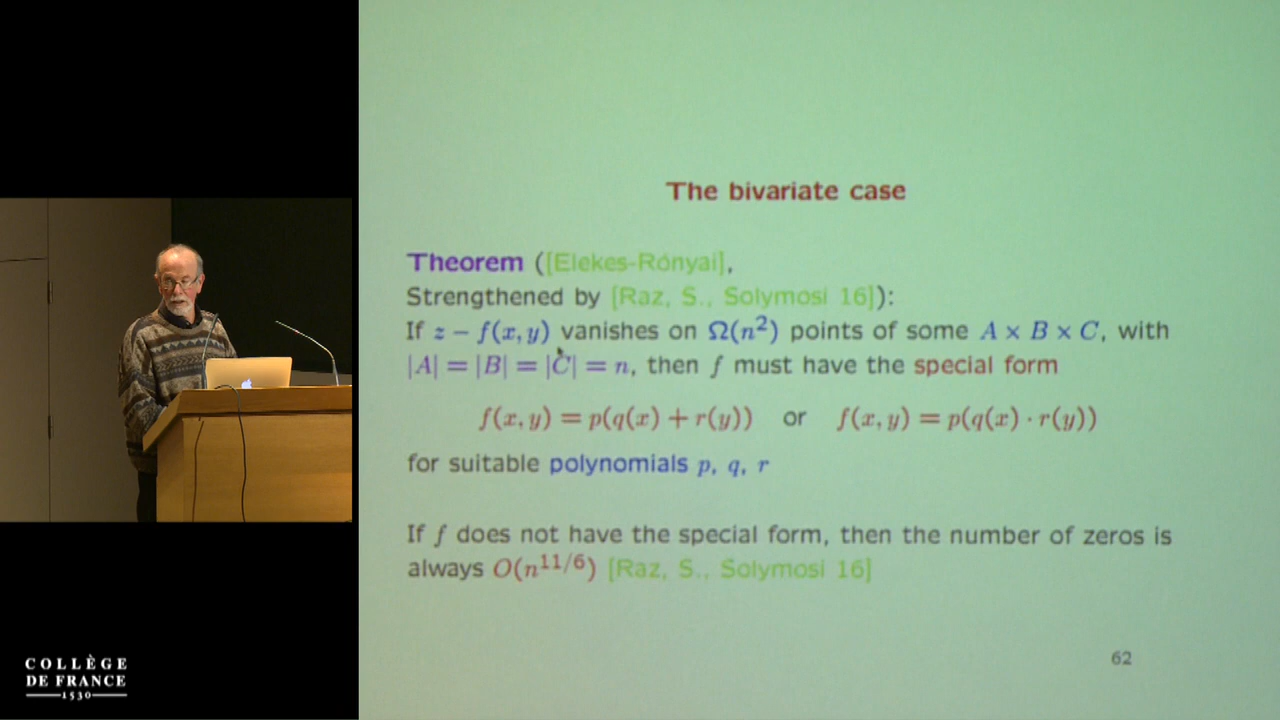 The bivariate case
Theorem ([Elekes-Rónyai],
Strengthened by [Raz, S., Solymosi 16]):
If z − f(x, y) vanishes on Ω(n²) points of some A × B × C, with
|A| = |B| = |C| = n, then f must have the special form
f(x, y) = p(q(x) + r(y)) or f(x, y) = p(q(x) · r(y))
for suitable polynomials p, q, r
If f does not have the special form, then the number of zeros is
always O(n^{11/6}) [Raz, S., Solymosi 16]
62
COLLÈGE
DE FRANCE
1530